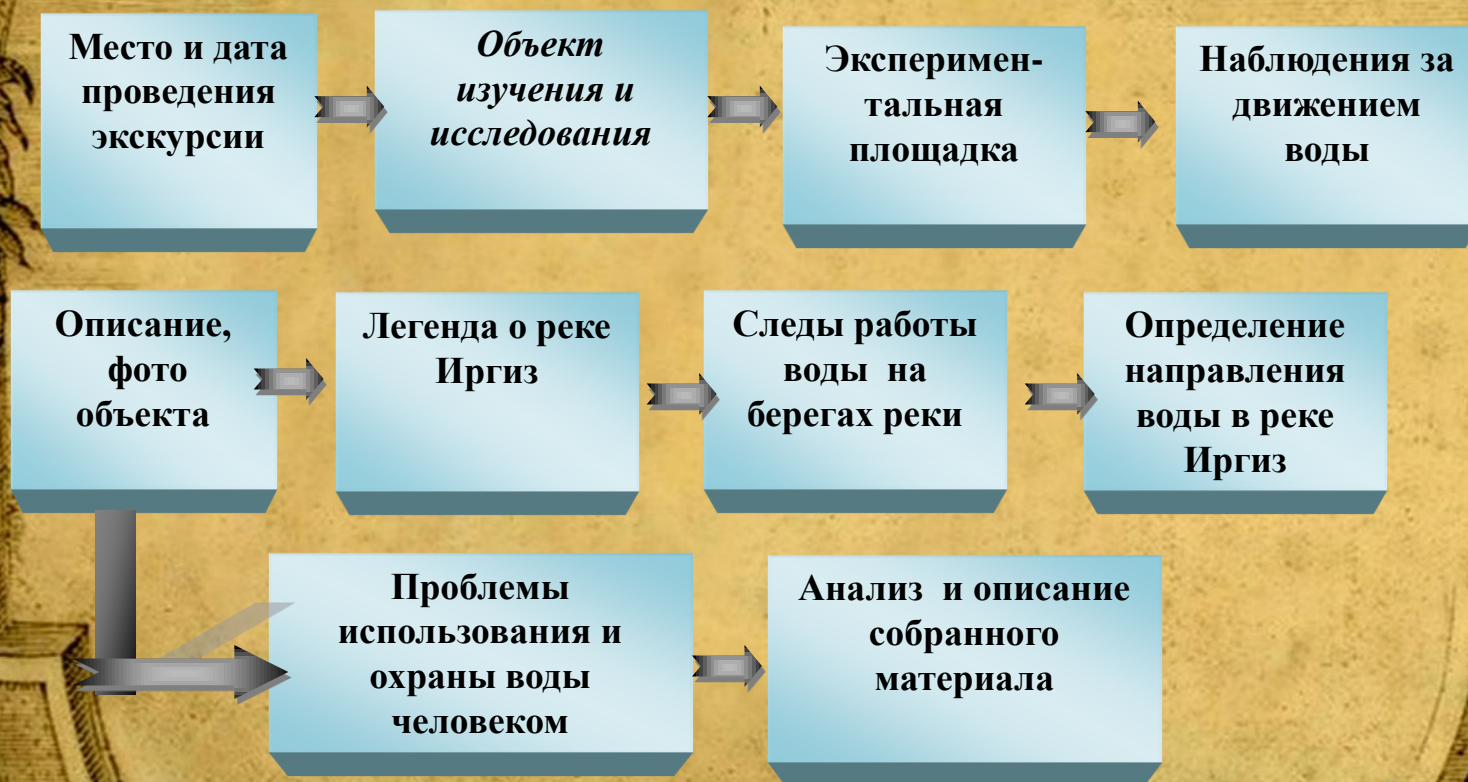 Место и дата
проведения
экскурсии
Объект
изучения и
исследования
Эксперимен-
тальная
площадка
Наблюдения за
движением
воды
Описание,
фото
объекта
Легенда о реке
Иргиз
Следы работы
воды на
берегах реки
Определение
направления
воды в реке
Иргиз
Проблемы
использования и
охраны воды
человеком
Анализ и описание
собранного
материала